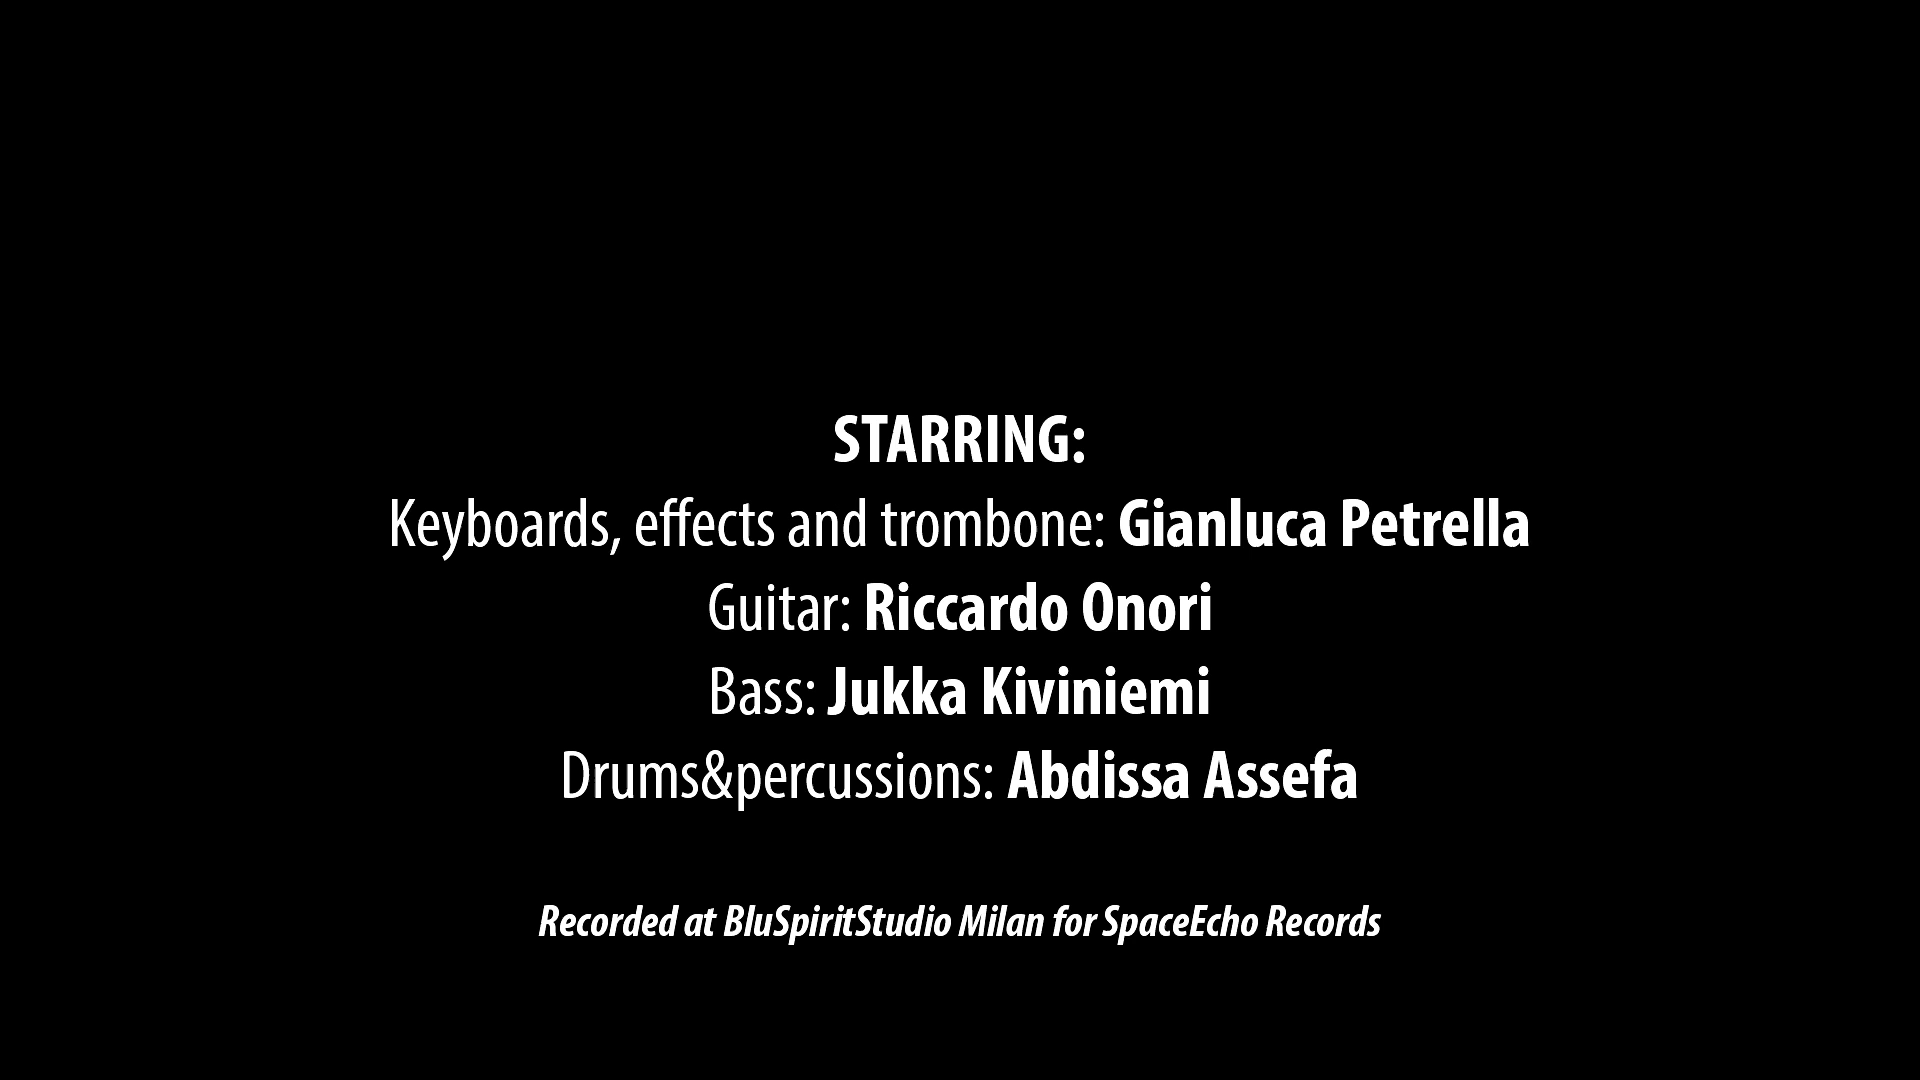 STARRING:
Keyboards, effects and trombone: Gianluca Petrella
Guitar: Riccardo Onori
Bass: Jukka Kiviniemi
Drums&percussions: Abdissa Assefa
Recorded at BluSpiritStudio Milan for SpaceEcho Records